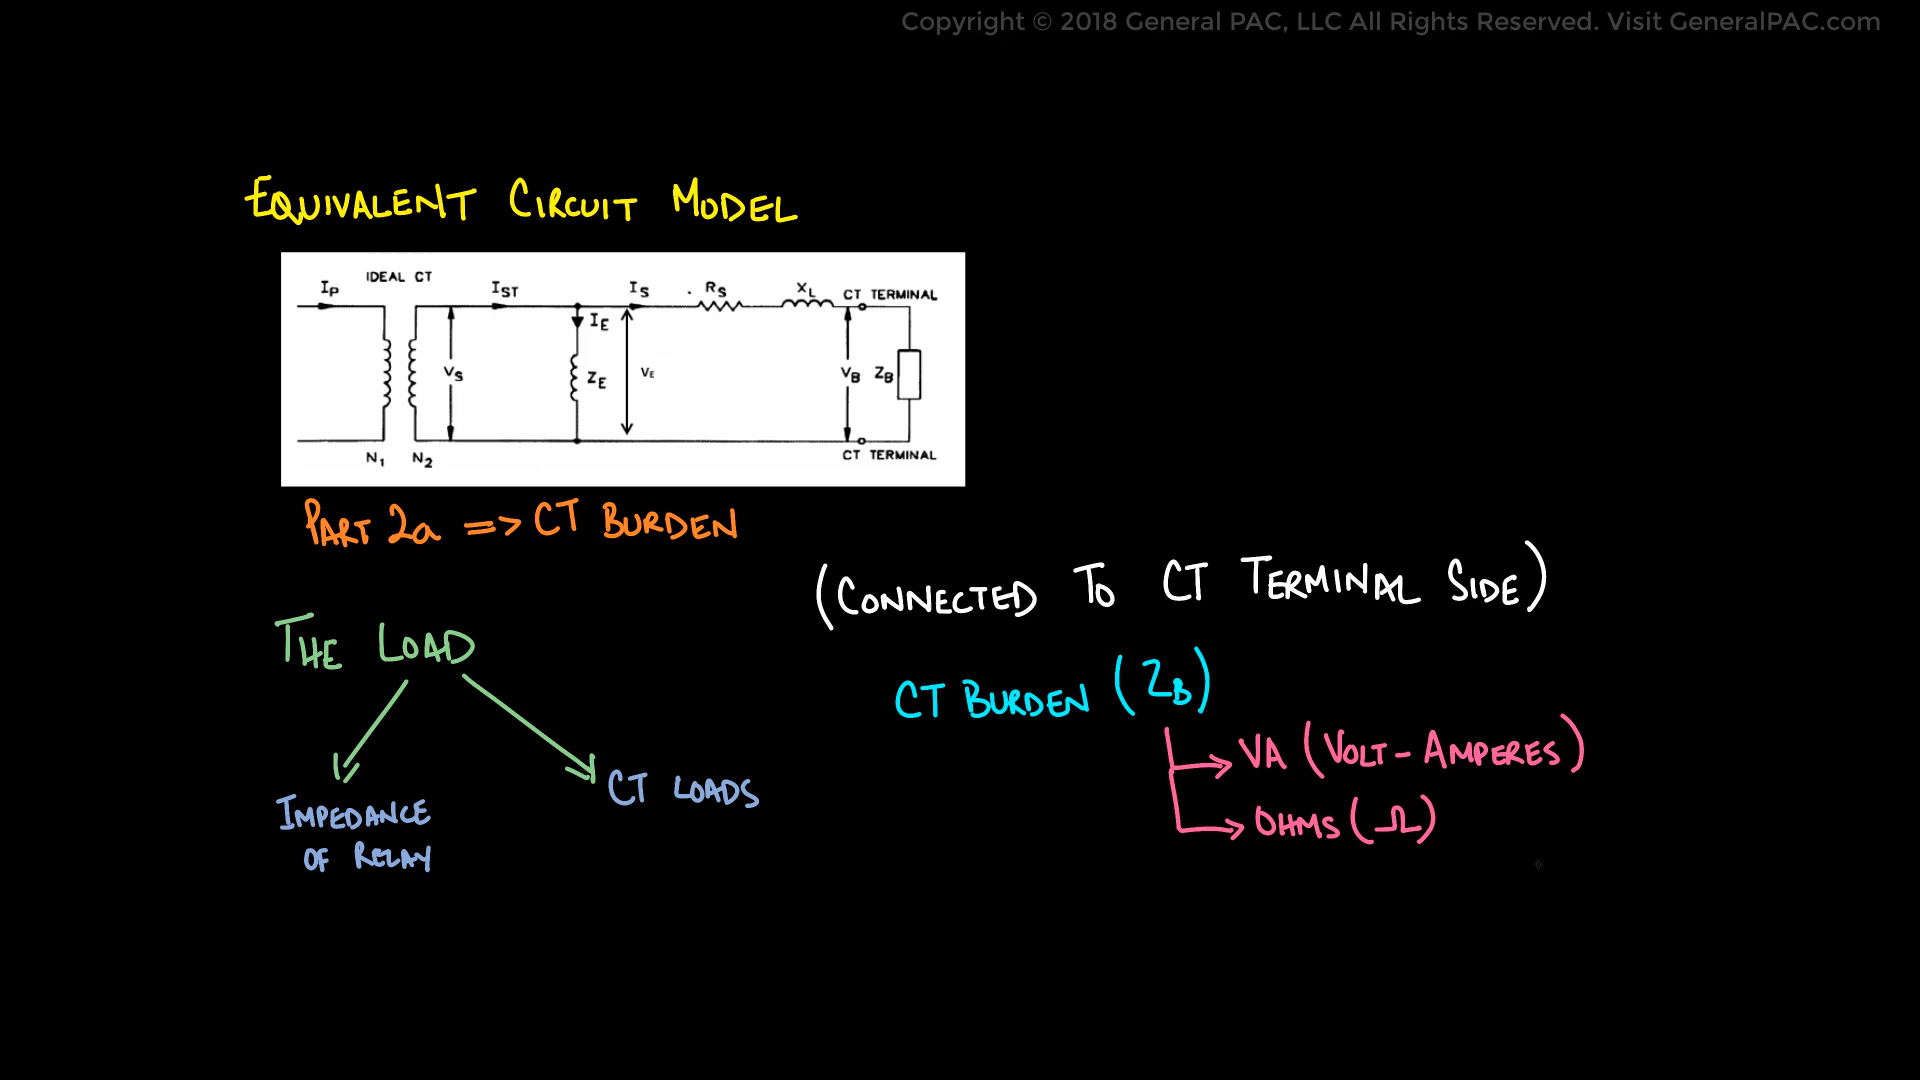 Copyright © 2018 General PAC, LLC All Rights Reserved. Visit GeneralPAC.com
EQUIVALENT CIRCUIT MODEL
IDEAL CT
IP IST IS RS XL CT TERMINAL
IE
VS ZE VE VB ZB
N1 N2 CT TERMINAL
PART 2a => CT BURDEN
(CONNECTED TO CT TERMINAL SIDE)
THE LOAD
CT BURDEN (ZB)
VA (VOLT-AMPERES)
CT LOADS
IMPEDANCE
OF RELAY
OHMS (Ω)